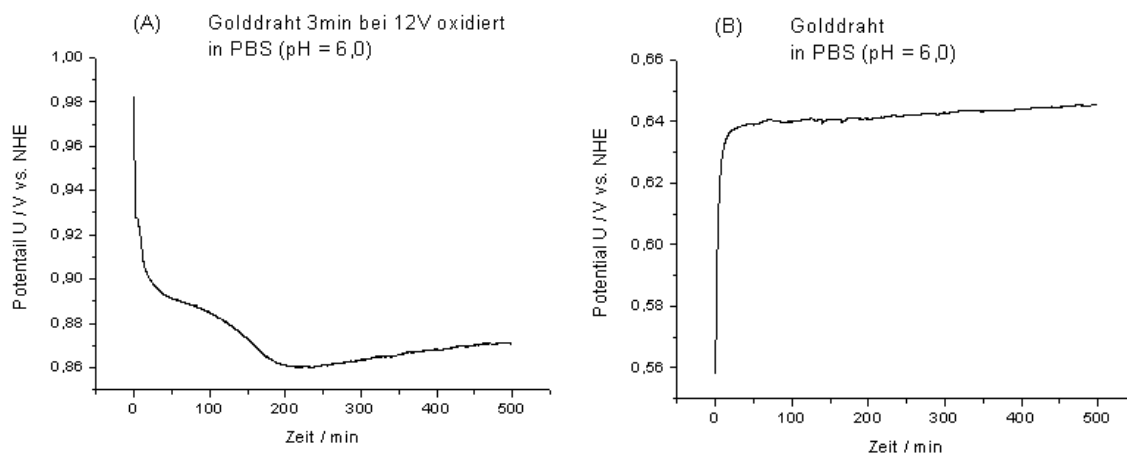 (A) Golddraht 3min bei 12V oxidiert
in PBS (pH = 6,0)
1,00
0,98
0,96
0,94
0,92
0,90
0,88
0,86
Potentail U / V vs. NHE
0 100 200 300 400 500
Zeit / min
(B) Golddraht
in PBS (pH = 6,0)
0,66
0,64
0,62
0,60
0,58
0,56
Potential U / V vs. NHE
0 100 200 300 400 500
Zeit / min